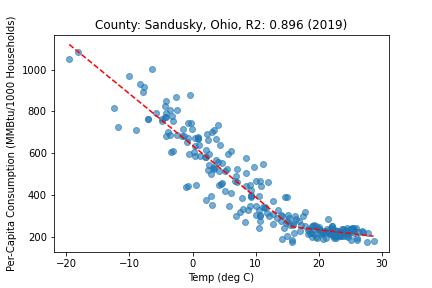 County: Sandusky, Ohio, R2: 0.896 (2019)
Per-Capita Consumption (MMBtu/1000 Households)
1000
800
600
400
200
−20 −10 0 10 20 30
Temp (deg C)